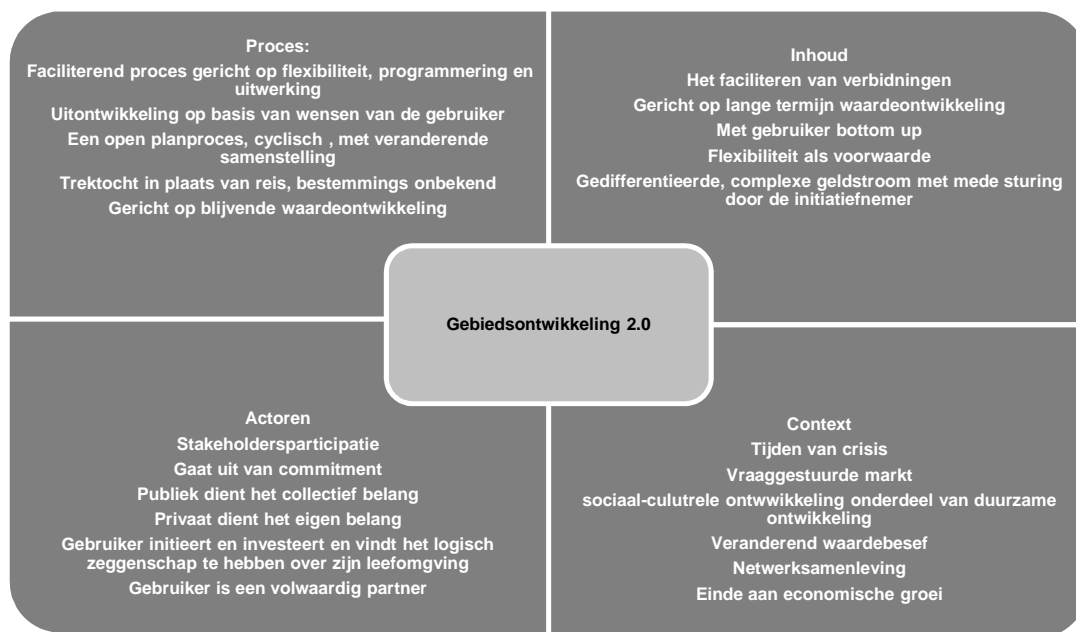 Proces:
Faciliterend proces gericht op flexibiliteit, programmering en
uitwerking
Uitontwikkeling op basis van wensen van de gebruiker
Een open planproces, cyclisch , met veranderende
samenstelling
Trektocht in plaats van reis, bestemmings onbekend
Gericht op blijvende waardeontwikkeling
Inhoud
Het faciliteren van verbidningen
Gericht op lange termijn waardeontwikkeling
Met gebruiker bottom up
Flexibiliteit als voorwaarde
Gedifferentieerde, complexe geldstroom met mede sturing
door de initiatiefnemer
Gebiedsontwikkeling 2.0
Actoren
Stakeholdersparticipatie
Gaat uit van commitment
Publiek dient het collectief belang
Privaat dient het eigen belang
Gebruiker initieert en investeert en vindt het logisch
zeggenschap te hebben over zijn leefomgving
Gebruiker is een volwaardig partner
Context
Tijden van crisis
Vraaggestuurde markt
sociaal-culutrele ontwwikkeling onderdeel van duurzame
ontwikkeling
Veranderend waardebesef
Netwerksamenleving
Einde aan economische groei